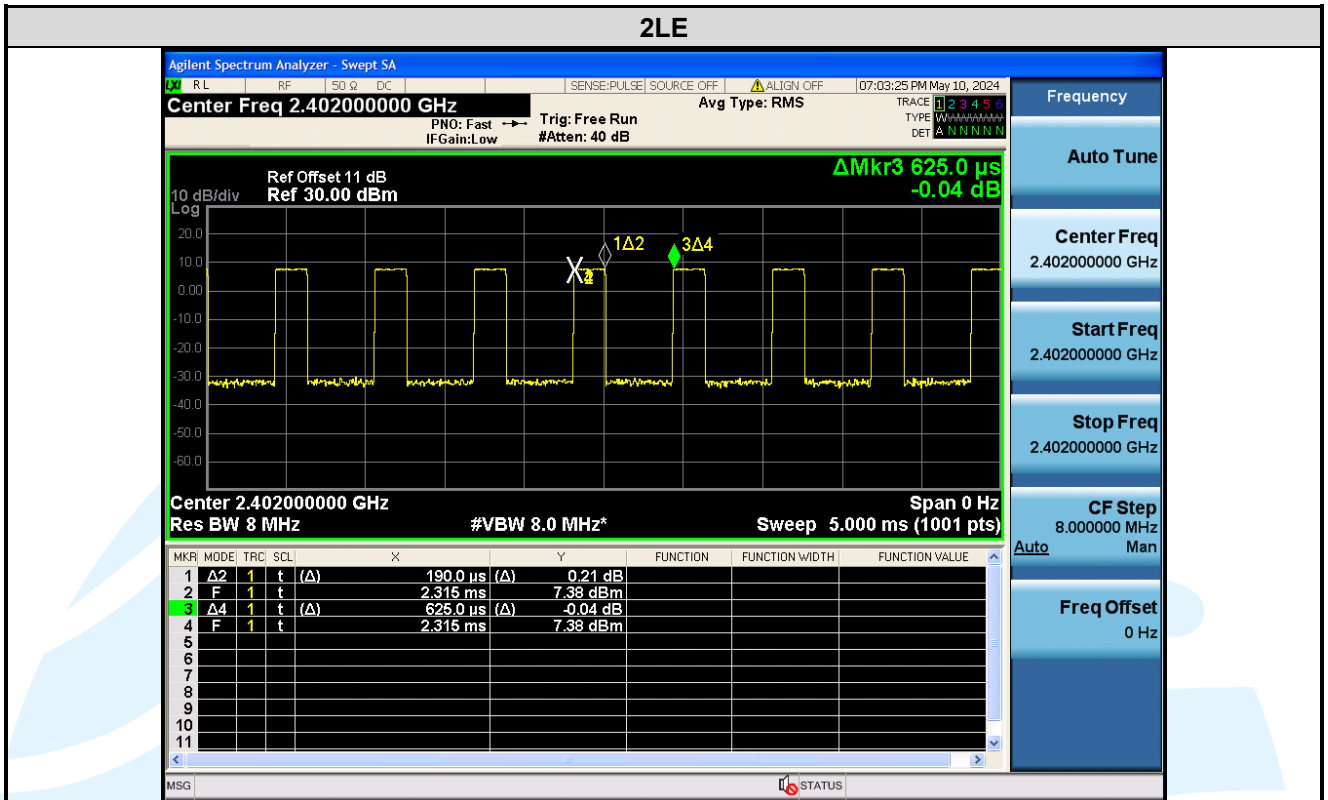 2LE
Agilent Spectrum Analyzer - Swept SA
LXI RL RF 50 Ω DC SENSE:PULSE SOURCE OFF ALIGN OFF 07:03:25 PM May 10, 2024
Center Freq 2.402000000 GHz
PNO: Fast
IFGain:Low
Trig: Free Run
#Atten: 40 dB
Avg Type: RMS
TRACE 1 2 3 4 5 6
TYPE WWWWWW
DET A N N N N N
ΔMkr3 625.0 µs
-0.04 dB
Ref Offset 11 dB
10 dB/div Ref 30.00 dBm
Log
20.0
10.0
0.00
-10.0
-20.0
-30.0
-40.0
-50.0
-60.0
1Δ2
3Δ4
Center 2.402000000 GHz Span 0 Hz
Res BW 8 MHz #VBW 8.0 MHz* Sweep 5.000 ms (1001 pts)
MKR MODE TRC SCL X Y FUNCTION FUNCTION WIDTH FUNCTION VALUE
1 Δ2 1 t (Δ) 190.0 µs (Δ) 0.21 dB
2 F 1 t 2.315 ms 7.38 dBm
3 Δ4 1 t (Δ) 625.0 µs (Δ) -0.04 dB
4 F 1 t 2.315 ms 7.38 dBm
5
6
7
8
9
10
11
MSG STATUS
Frequency
Auto Tune
Center Freq
2.402000000 GHz
Start Freq
2.402000000 GHz
Stop Freq
2.402000000 GHz
CF Step
8.000000 MHz
Auto Man
Freq Offset
0 Hz